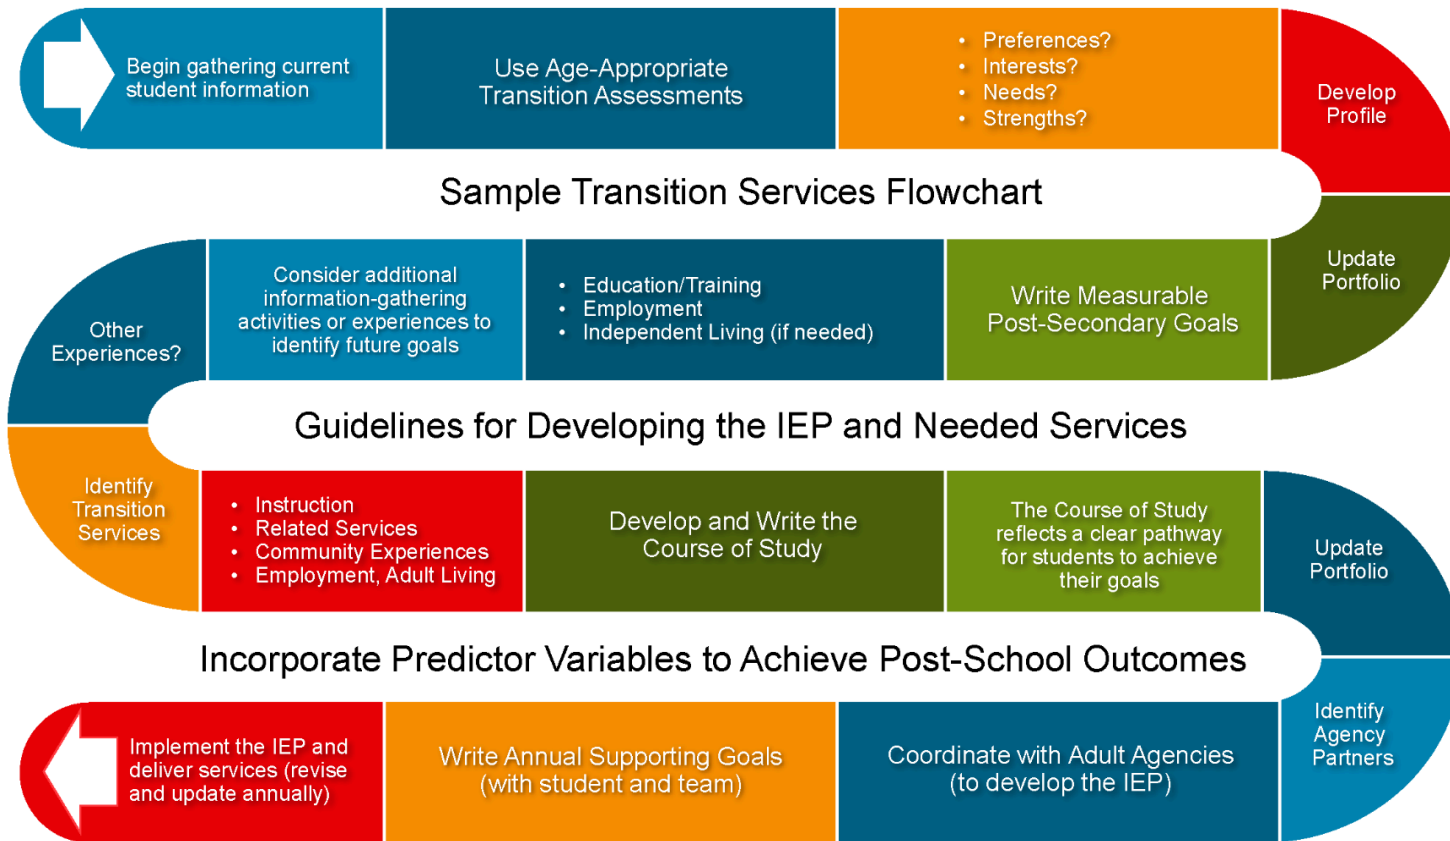 Begin gathering current
student information
Use Age-Appropriate
Transition Assessments
• Preferences?
• Interests?
• Needs?
• Strengths?
Develop
Profile
Sample Transition Services Flowchart
Update
Portfolio
Write Measurable
Post-Secondary Goals
• Education/Training
• Employment
• Independent Living (if needed)
Consider additional
information-gathering
activities or experiences to
identify future goals
Other
Experiences?
Guidelines for Developing the IEP and Needed Services
Identify
Transition
Services
• Instruction
• Related Services
• Community Experiences
• Employment, Adult Living
Develop and Write the
Course of Study
The Course of Study
reflects a clear pathway
for students to achieve
their goals
Update
Portfolio
Incorporate Predictor Variables to Achieve Post-School Outcomes
Identify
Agency
Partners
Coordinate with Adult Agencies
(to develop the IEP)
Write Annual Supporting Goals
(with student and team)
Implement the IEP and
deliver services (revise
and update annually)